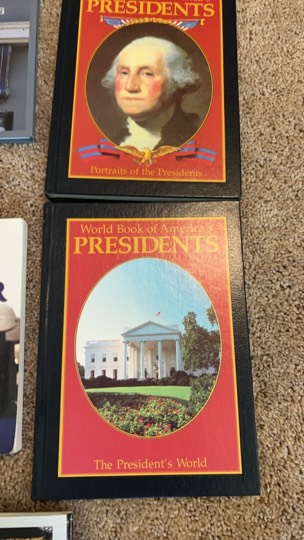 PRESIDENTS
Portraits of the Presidents
World Book of America's
PRESIDENTS
The President's World
R